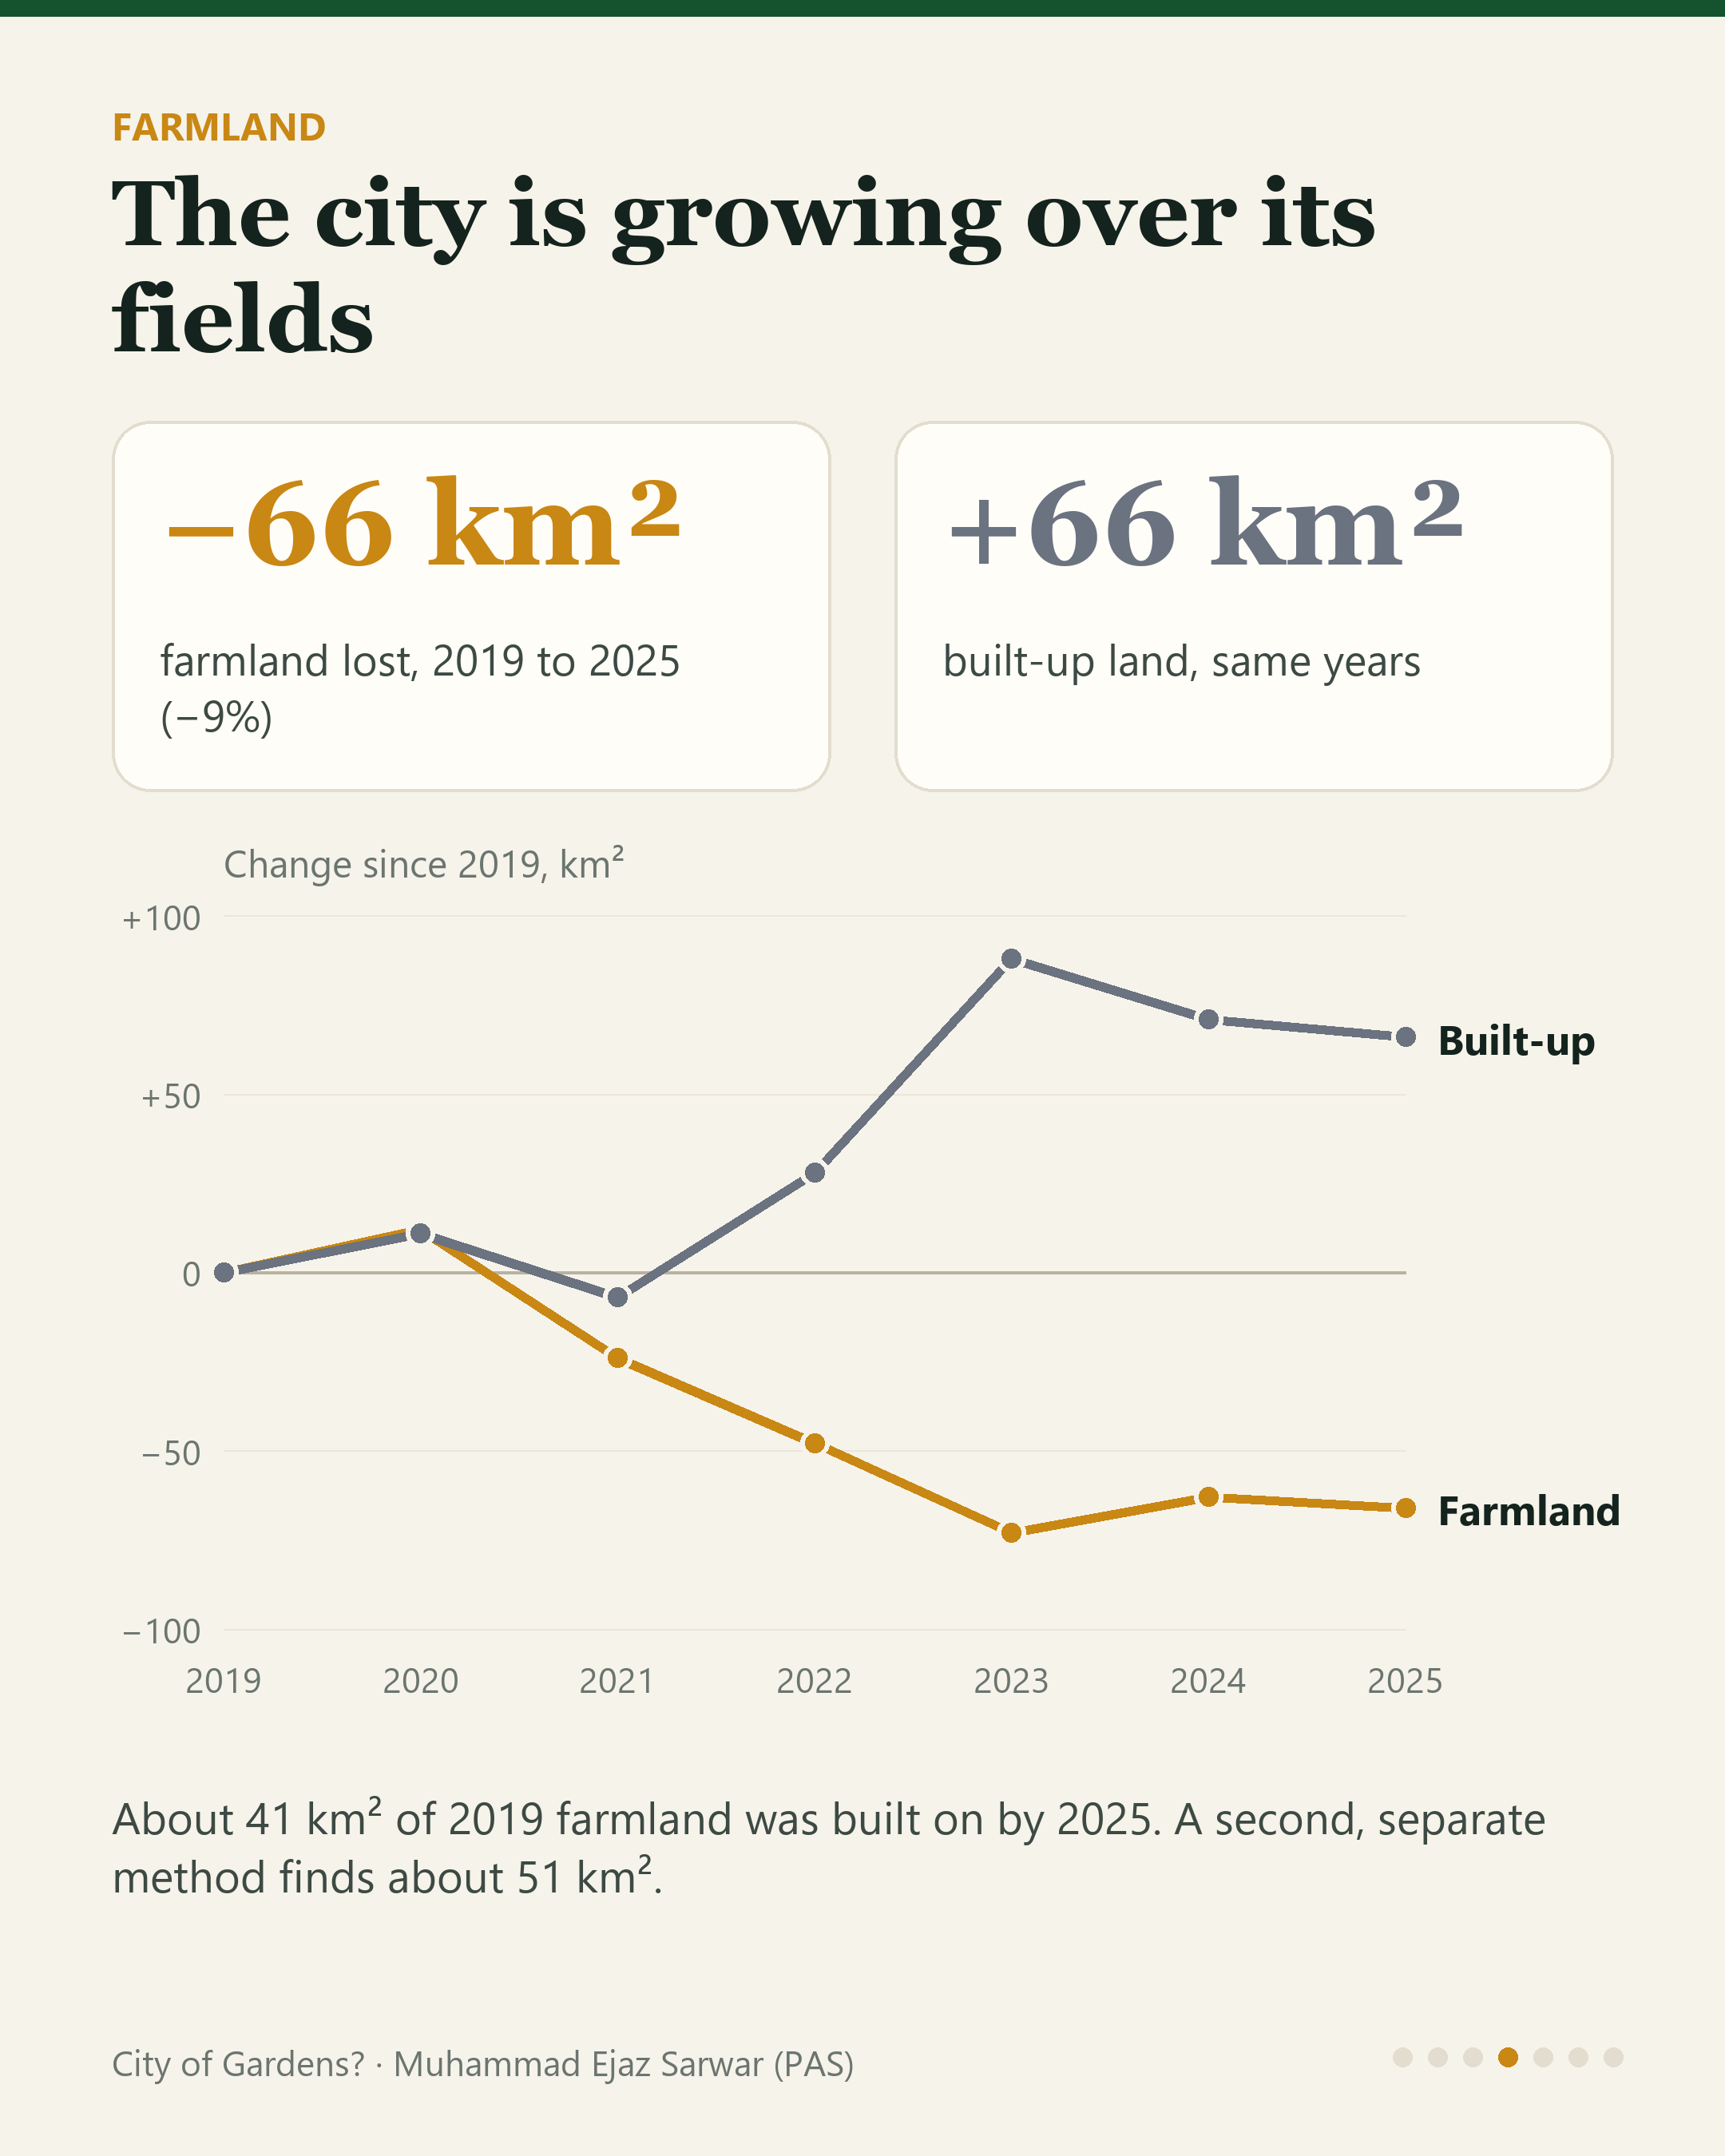 FARMLAND
The city is growing over its
fields
−66 km²
farmland lost, 2019 to 2025
(−9%)
+66 km²
built-up land, same years
Change since 2019, km²
+100
+50
0
−50
−100
Built-up
Farmland
2019 2020 2021 2022 2023 2024 2025
About 41 km² of 2019 farmland was built on by 2025. A second, separate
method finds about 51 km².
City of Gardens? · Muhammad Ejaz Sarwar (PAS)